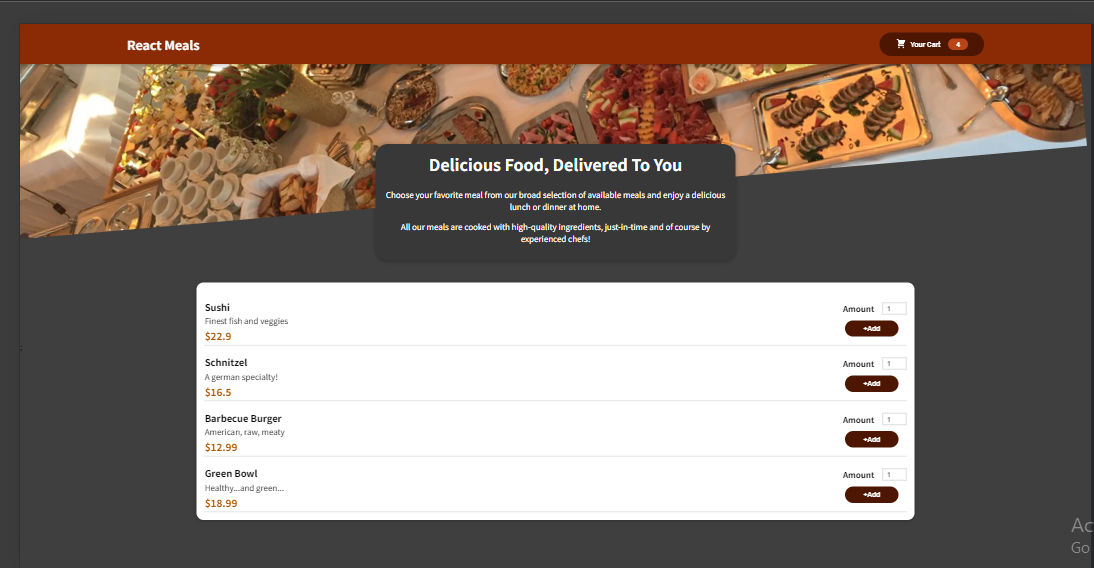 React Meals
Your Cart 4
Delicious Food, Delivered To You
Choose your favorite meal from our broad selection of available meals and enjoy a delicious
lunch or dinner at home.
All our meals are cooked with high-quality ingredients, just-in-time and of course by
experienced chefs!
Sushi
Finest fish and veggies
$22.9
Amount 1
+Add
Schnitzel
A german specialty!
$16.5
Amount 1
+Add
Barbecue Burger
American, raw, meaty
$12.99
Amount 1
+Add
Green Bowl
Healthy...and green...
$18.99
Amount 1
+Add
Ac
Go